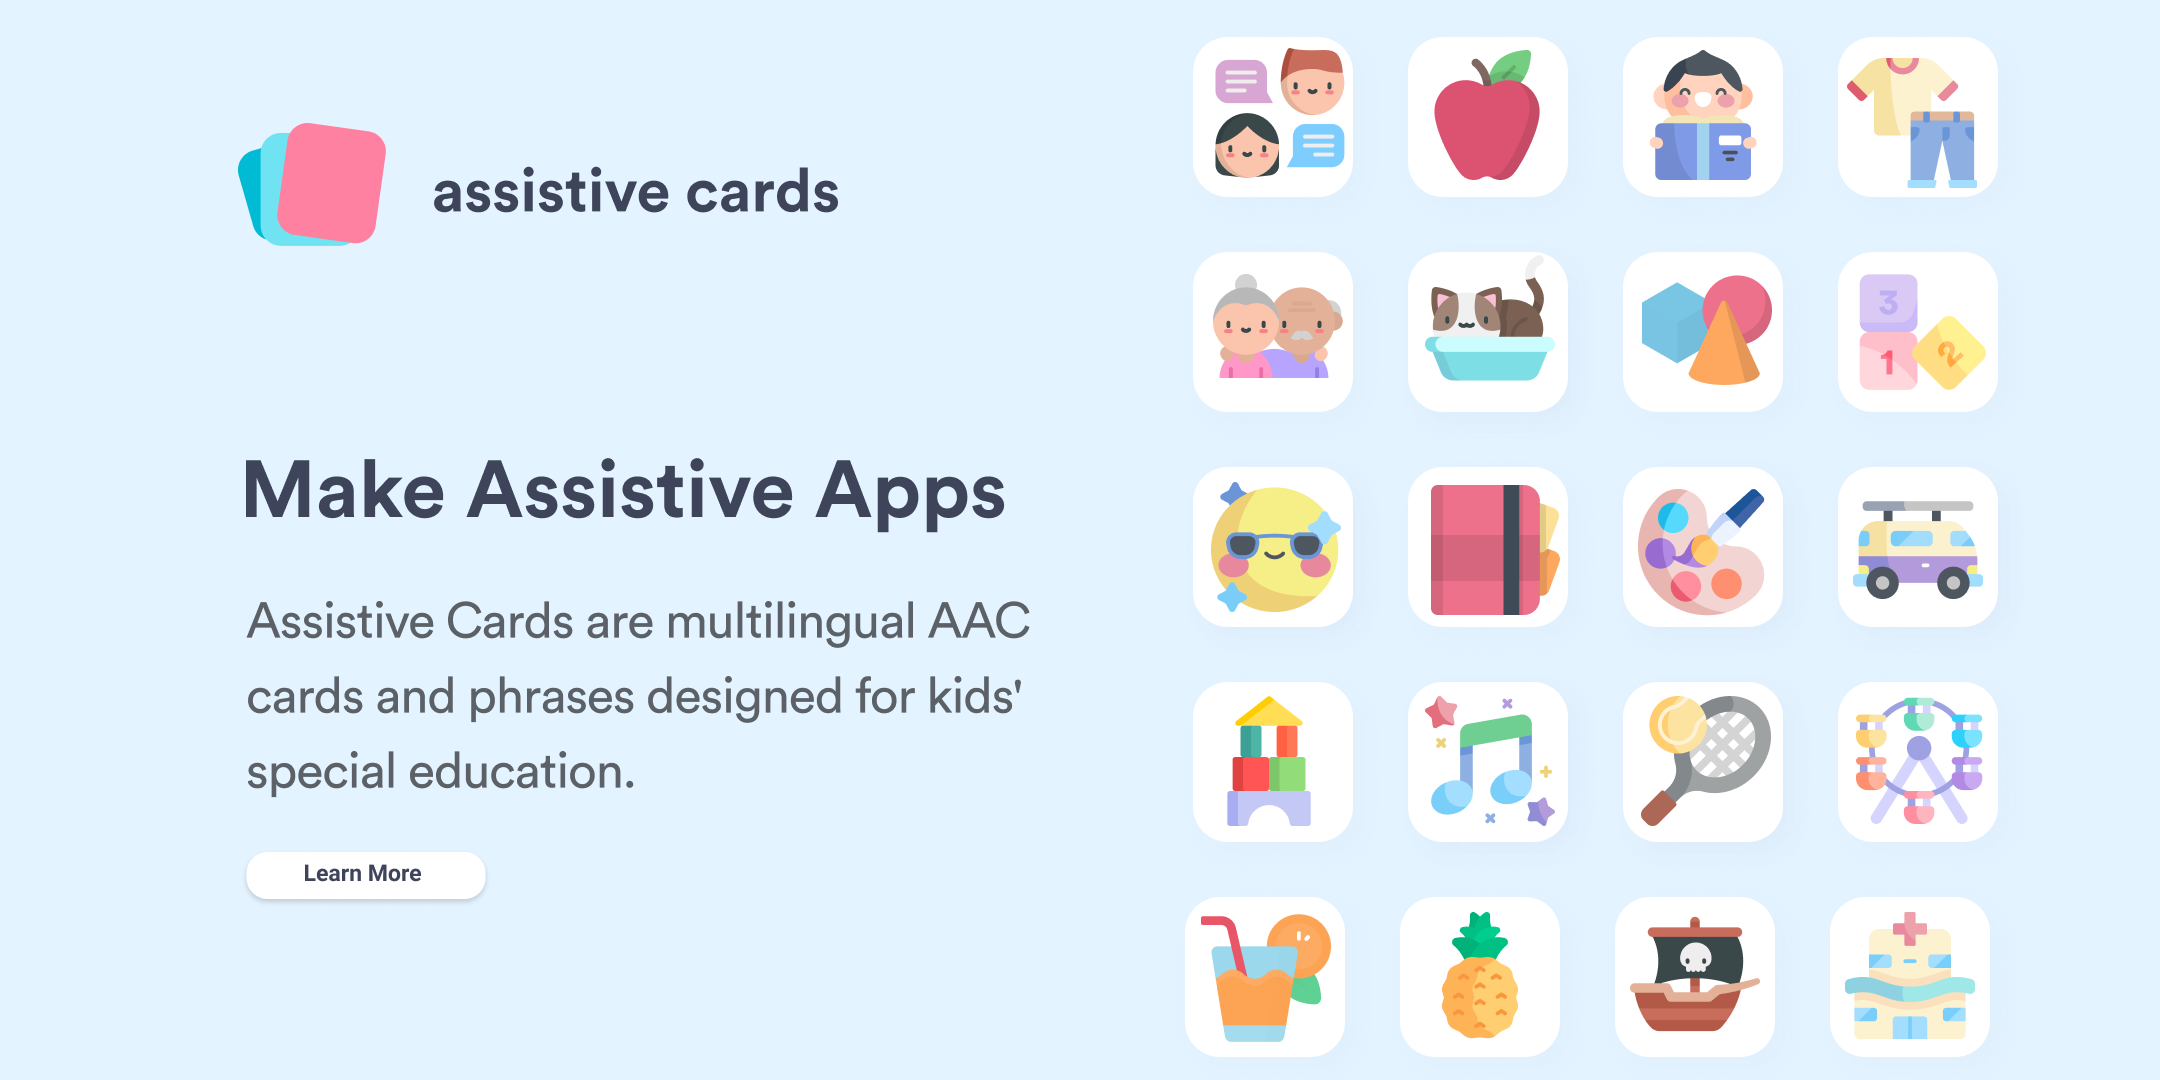 assistive cards
Make Assistive Apps
Assistive Cards are multilingual AAC
cards and phrases designed for kids'
special education.
Learn More
3
1
2